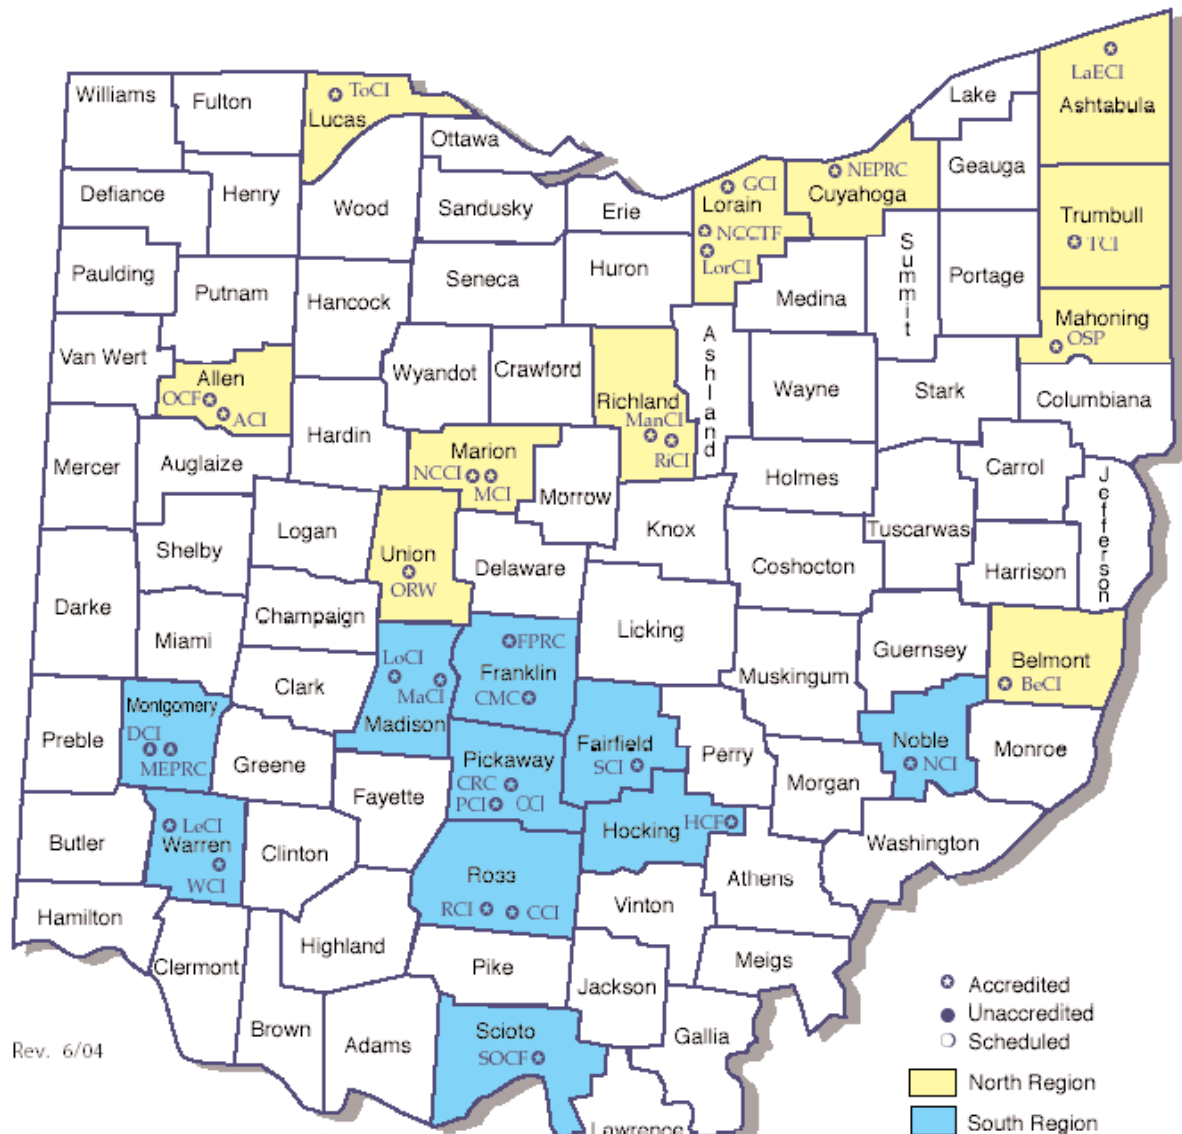 LaECI
Ashtabula
Lake
Williams
Fulton
ToCI
Lucas
Ottawa
Geauga
NEPRC
Cuyahoga
GCI
Lorain
NCCTF
LorCI
Defiance
Henry
Wood
Sandusky
Erie
Trumbull
TCI
Summit
Portage
Paulding
Putnam
Hancock
Seneca
Huron
Medina
Mahoning
OSP
Van Wert
Allen
OCF
ACI
Wyandot
Crawford
Richland
ManCI
RiCI
Ashland
Wayne
Stark
Columbiana
Mercer
Auglaize
Hardin
Marion
NCCI
MCI
Morrow
Holmes
Carrol
Jefferson
Shelby
Logan
Union
ORW
Delaware
Knox
Coshocton
Tuscarwas
Harrison
Darke
Miami
Champaign
Licking
Guernsey
Belmont
BeCI
Clark
LoCI
MaCI
Madison
FPRC
Franklin
CMC
Muskingum
Preble
Montgomery
DCI
MEPRC
Greene
Fayette
Pickaway
CRC
PCI
CCI
Fairfield
SCI
Perry
Morgan
Noble
NCI
Monroe
Butler
LeCI
Warren
WCI
Clinton
Ross
RCI
CCI
Hocking
HCF
Athens
Washington
Hamilton
Clermont
Highland
Pike
Vinton
Meigs
Jackson
Brown
Adams
Scioto
SOCF
Gallia
Lawrence
Rev. 6/04
Accredited
Unaccredited
Scheduled
North Region
South Region